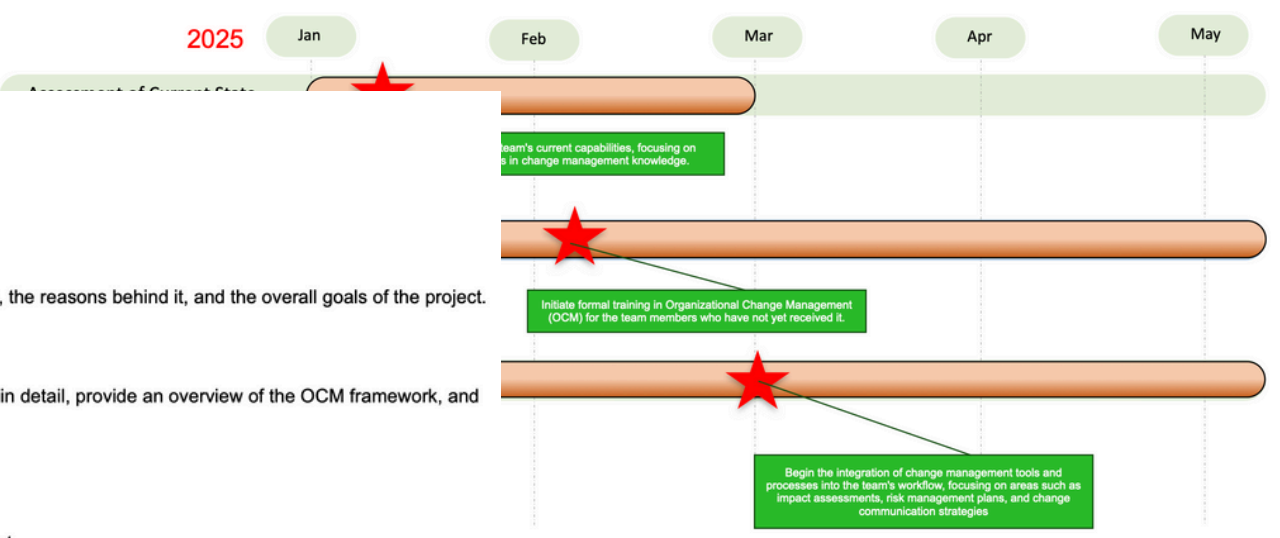 2025
Jan
Feb
Mar
Apr
May
Assessment of Current State
team's current capabilities, focusing on
s in change management knowledge.
, the reasons behind it, and the overall goals of the project.
Initiate formal training in Organizational Change Management
(OCM) for the team members who have not yet received it.
in detail, provide an overview of the OCM framework, and
Begin the integration of change management tools and
processes into the team's workflow, focusing on areas such as
impact assessments, risk management plans, and change
communication strategies